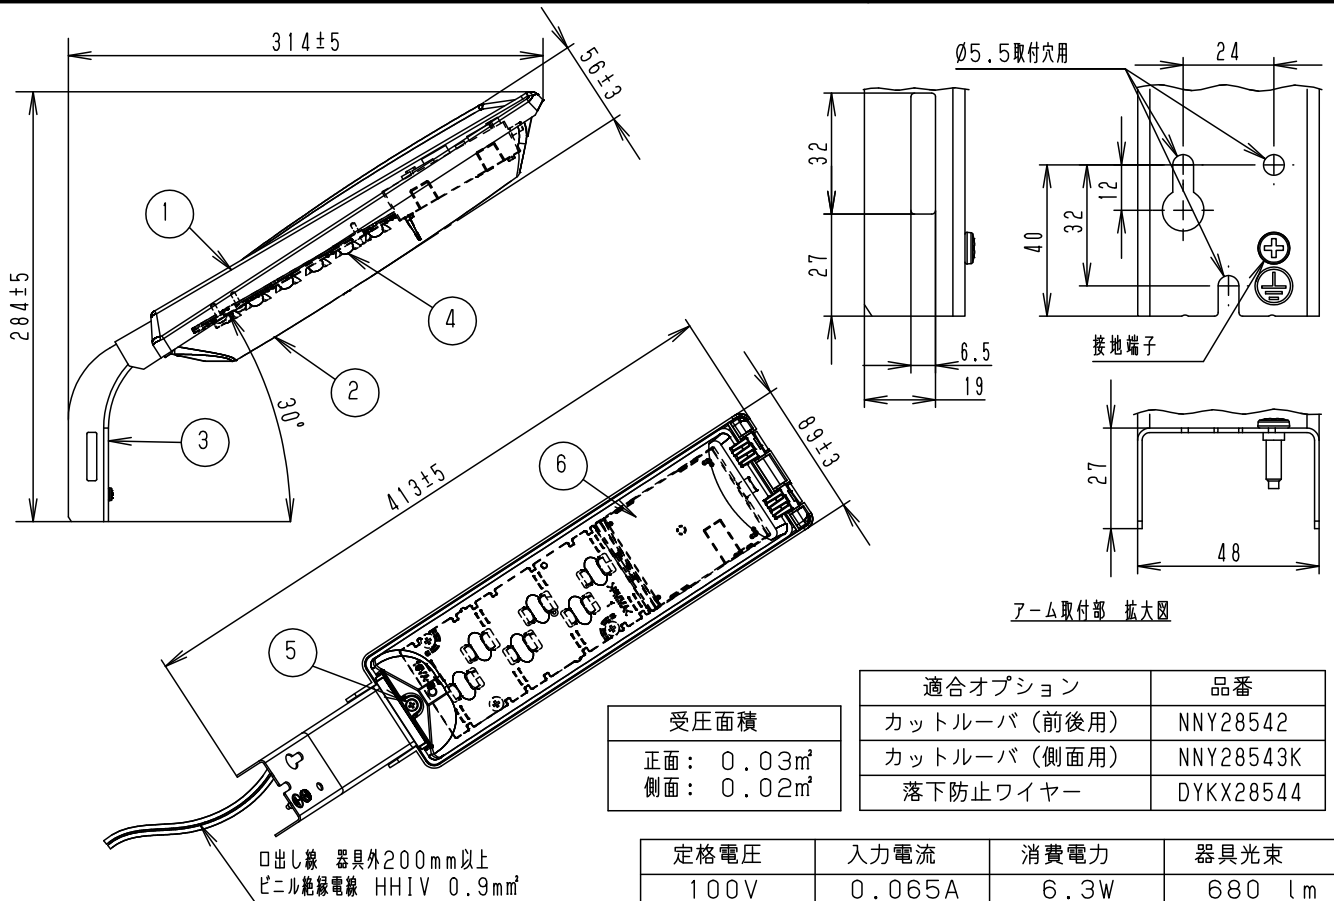 314±5
56±3
284±5
1
4
2
3
30°
Ø5.5取付穴用
24
32
12
32
40
27
6.5
19
接地端子
27
48
アーム取付部 拡大図
413±5
89±3
6
5
口出し線 器具外200mm以上
ビニル絶縁電線 HHIV 0.9m㎡
受圧面積
正面: 0.03㎡
側面: 0.02㎡
適合オプション 品番
カットルーバ (前後用) NNY28542
カットルーバ (側面用) NNY28543K
落下防止ワイヤー DYKX28544
定格電圧 入力電流 消費電力 器具光束
100V 0.065A 6.3W 680 lm